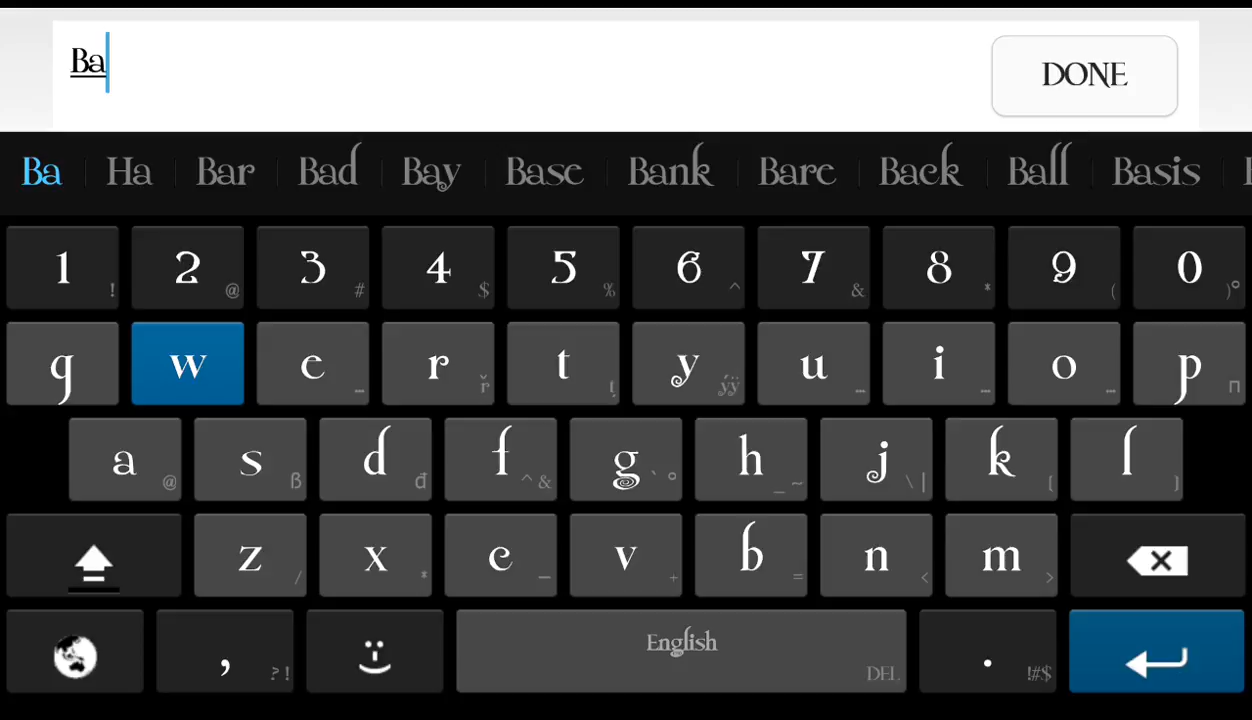 Ba
DONE
Ba Ha Bar Bad Bay Base Bank Bare Back Ball Basis
1 ! 2 @ 3 # 4 $ 5 % 6 ^ 7 & 8 * 9 ( 0 )º
q w e ... r ř t ţ y ýÿ u ... i ... o ... p П
a @ s ß d đ f ^ & g ` º h _ ~ j \ | k [ l ]
z / x * c – v + b = n < m >
, ? ! English DEL . !#$